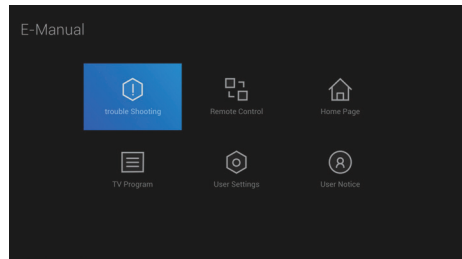 E-Manual
trouble Shooting
Remote Control
Home Page
TV Program
User Settings
User Notice